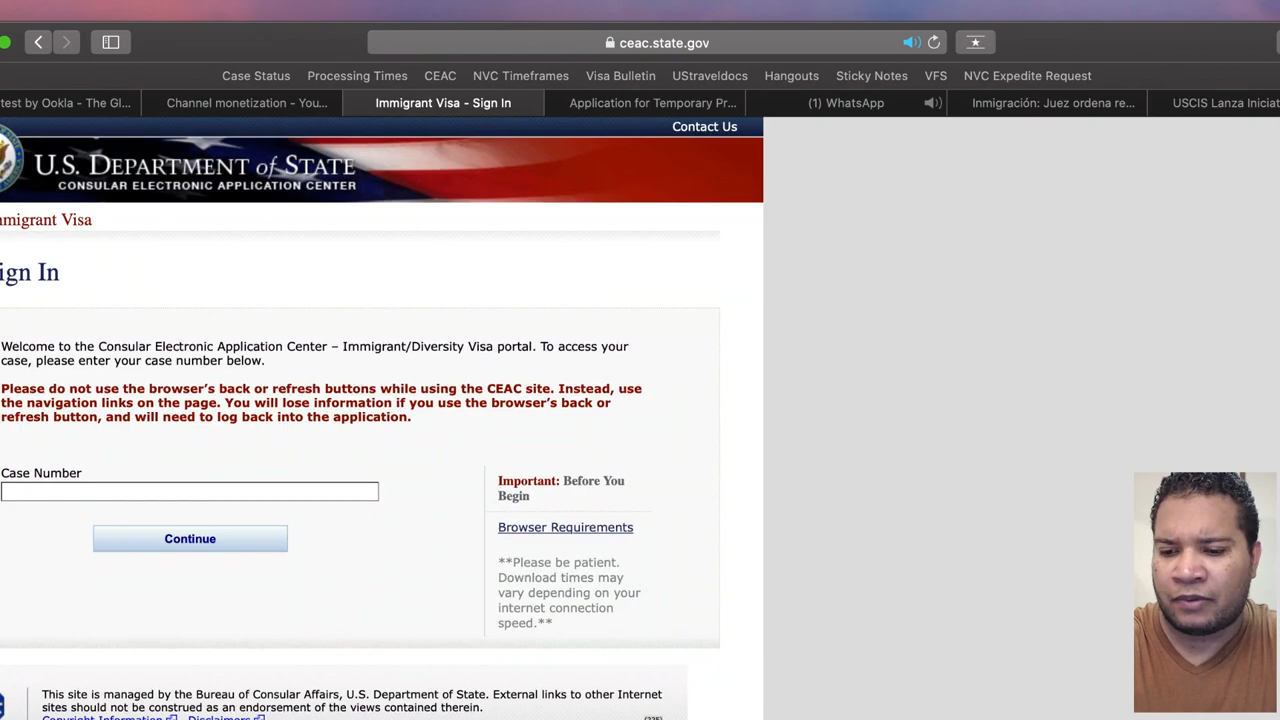 ceac.state.gov
Case Status Processing Times CEAC NVC Timeframes Visa Bulletin UStraveldocs Hangouts Sticky Notes VFS NVC Expedite Request
test by Ookla - The Gl... Channel monetization - You... Immigrant Visa - Sign In Application for Temporary Pr... (1) WhatsApp Inmigración: Juez ordena re... USCIS Lanza Iniciat
Contact Us
U.S. DEPARTMENT of STATE
CONSULAR ELECTRONIC APPLICATION CENTER
mmigrant Visa
ign In
Welcome to the Consular Electronic Application Center – Immigrant/Diversity Visa portal. To access your
case, please enter your case number below.
Please do not use the browser's back or refresh buttons while using the CEAC site. Instead, use
the navigation links on the page. You will lose information if you use the browser's back or
refresh button, and will need to log back into the application.
Case Number
Continue
Important: Before You
Begin
Browser Requirements
**Please be patient.
Download times may
vary depending on your
internet connection
speed.**
This site is managed by the Bureau of Consular Affairs, U.S. Department of State. External links to other Internet
sites should not be construed as an endorsement of the views contained therein.
Copyright Information Disclaimers